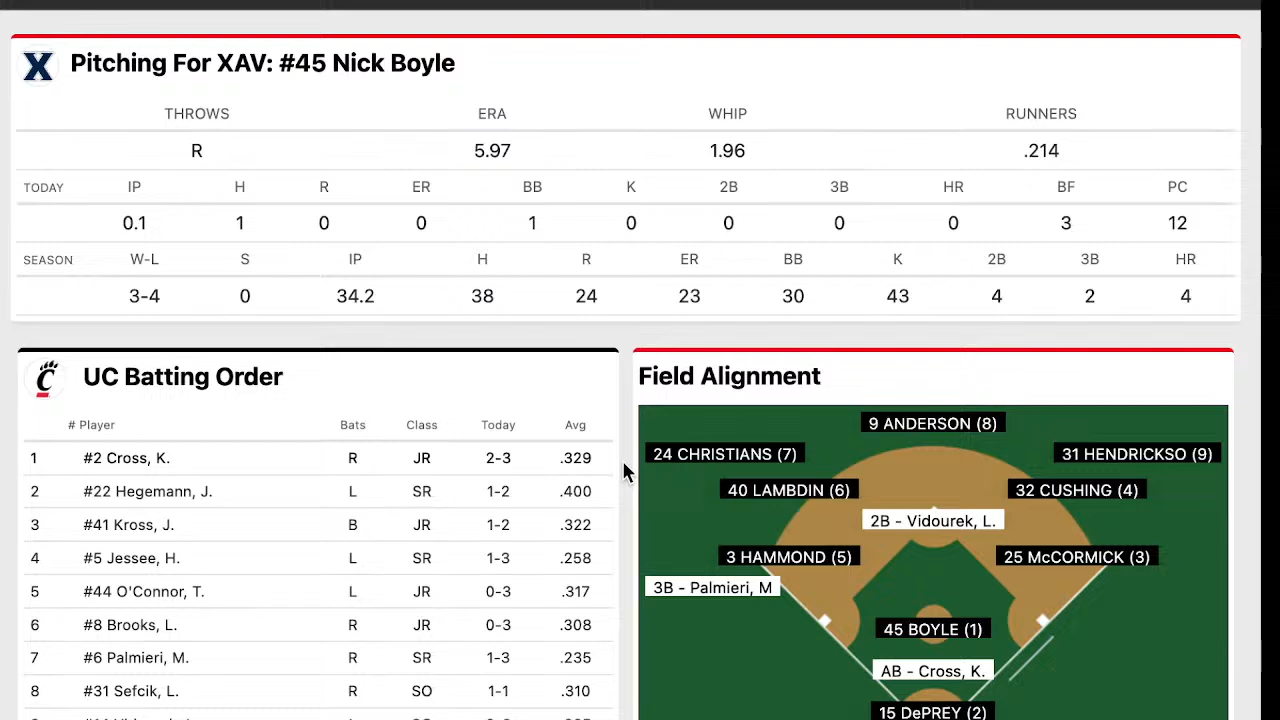 X
Pitching For XAV: #45 Nick Boyle
THROWS ERA WHIP RUNNERS
R 5.97 1.96 .214
TODAY IP H R ER BB K 2B 3B HR BF PC
0.1 1 0 0 1 0 0 0 0 3 12
SEASON W-L S IP H R ER BB K 2B 3B HR
3-4 0 34.2 38 24 23 30 43 4 2 4
C UC Batting Order
# Player Bats Class Today Avg
1 #2 Cross, K. R JR 2-3 .329
2 #22 Hegemann, J. L SR 1-2 .400
3 #41 Kross, J. B JR 1-2 .322
4 #5 Jessee, H. L SR 1-3 .258
5 #44 O'Connor, T. L JR 0-3 .317
6 #8 Brooks, L. R JR 0-3 .308
7 #6 Palmieri, M. R SR 1-3 .235
8 #31 Sefcik, L. R SO 1-1 .310
Field Alignment
9 ANDERSON (8)
24 CHRISTIANS (7) 31 HENDRICKSO (9)
40 LAMBDIN (6) 32 CUSHING (4)
2B - Vidourek, L.
3 HAMMOND (5) 25 McCORMICK (3)
3B - Palmieri, M
45 BOYLE (1)
AB - Cross, K.
15 DePREY (2)